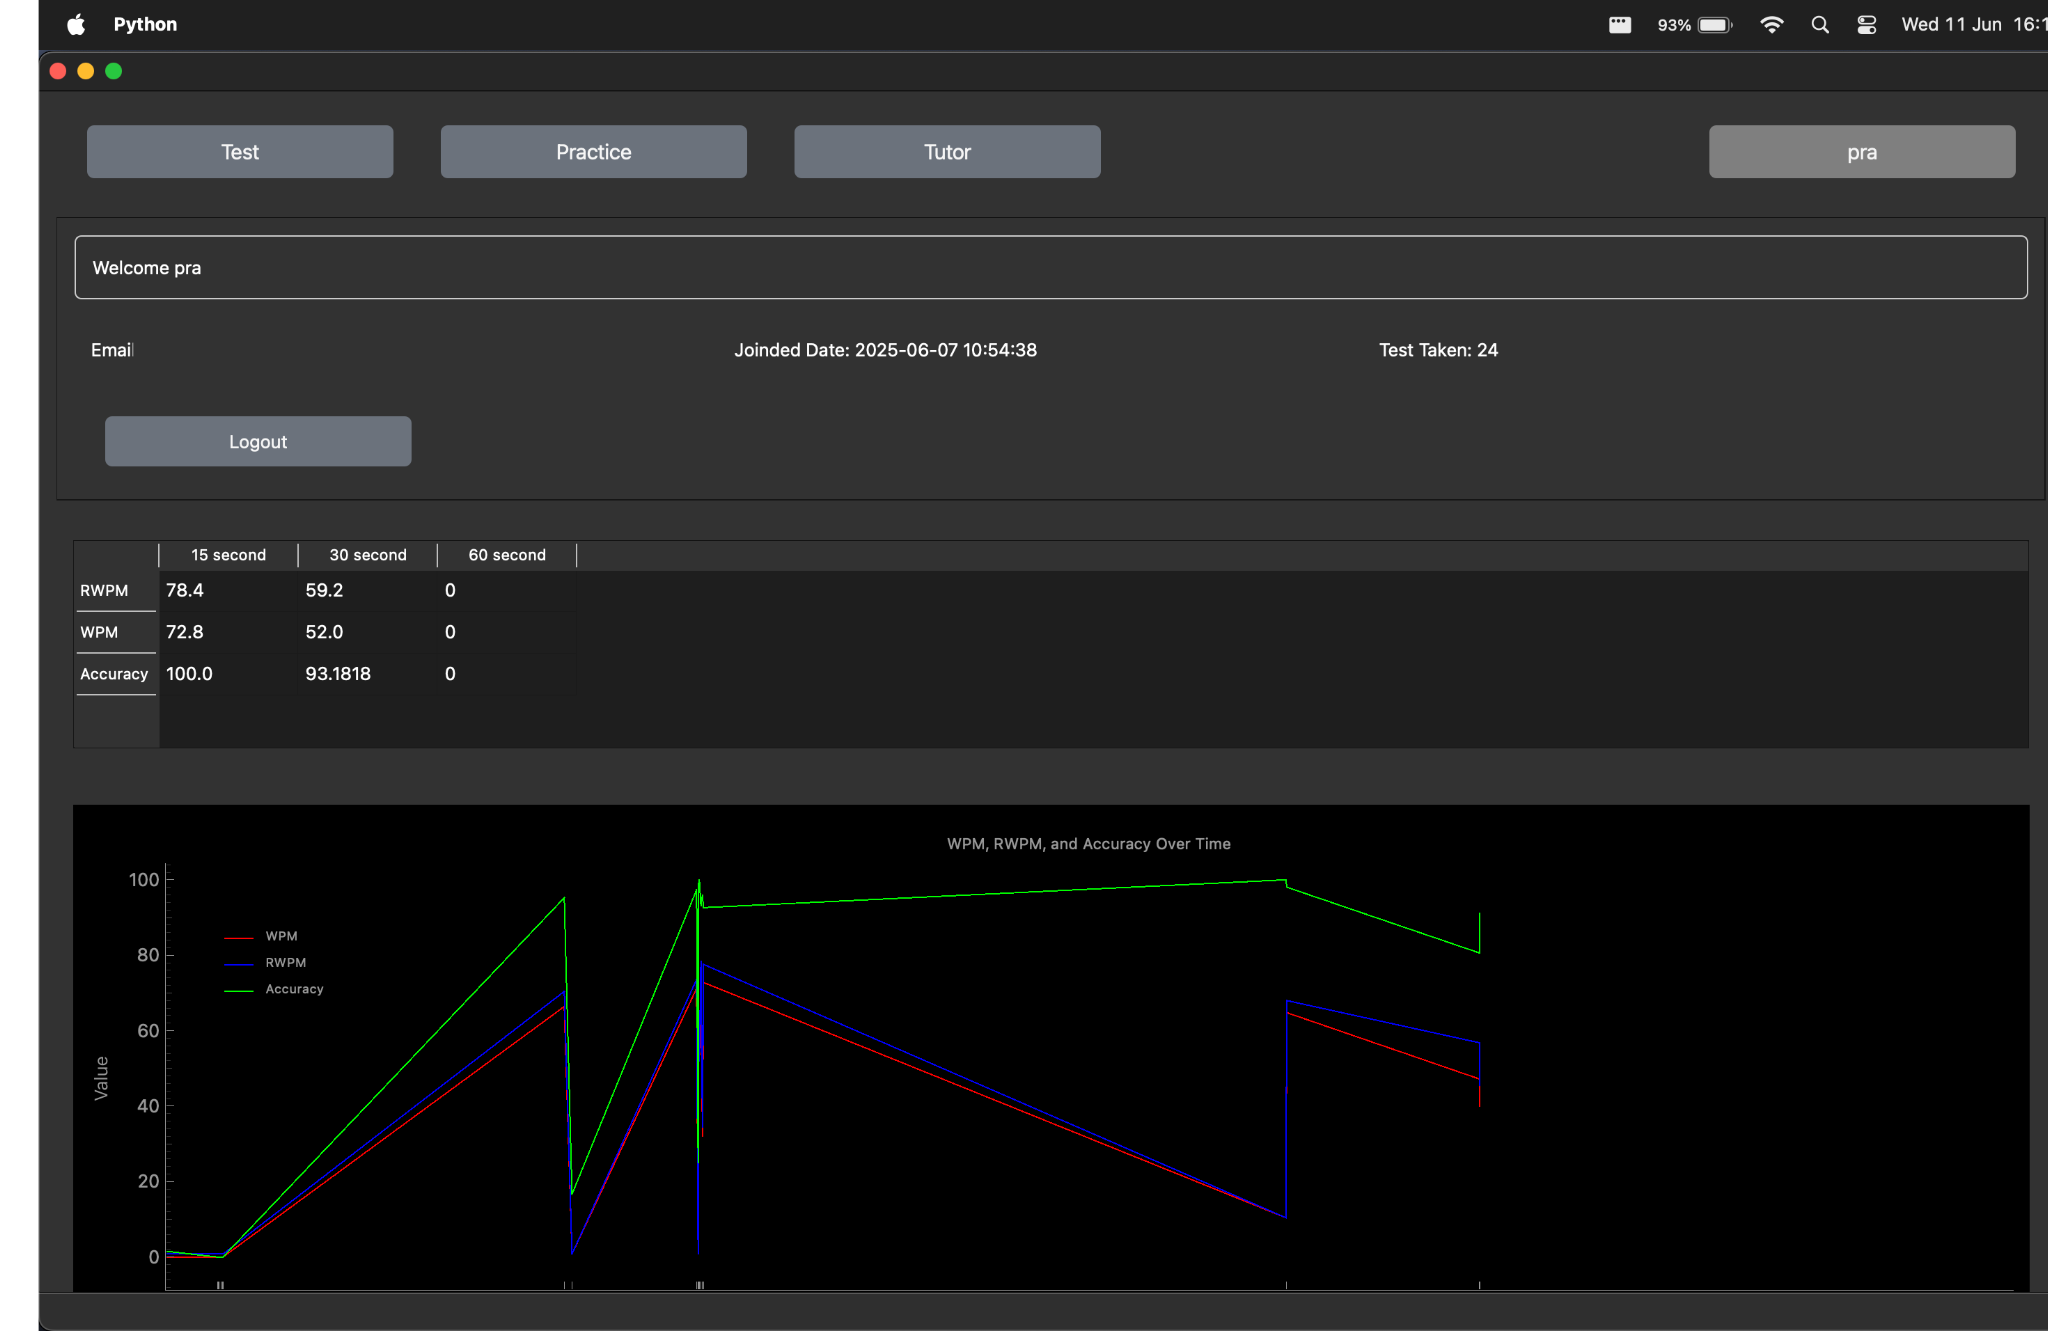 Python 93% Wed 11 Jun 16:1
Test Practice Tutor pra
Welcome pra
Email Joinded Date: 2025-06-07 10:54:38 Test Taken: 24
Logout
15 second 30 second 60 second
RWPM 78.4 59.2 0
WPM 72.8 52.0 0
Accuracy 100.0 93.1818 0
WPM, RWPM, and Accuracy Over Time
100
WPM
80
RWPM
Accuracy
60
Value
40
20
0